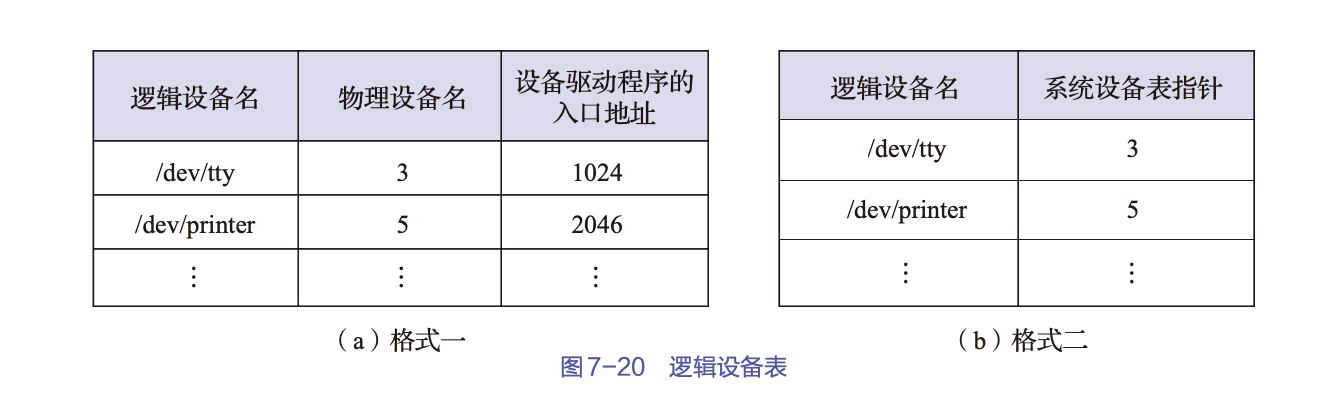 逻辑设备名 物理设备名 设备驱动程序的
入口地址
/dev/tty 3 1024
/dev/printer 5 2046
⋮ ⋮ ⋮
（a）格式一
逻辑设备名 系统设备表指针
/dev/tty 3
/dev/printer 5
⋮ ⋮
（b）格式二
图7-20 逻辑设备表